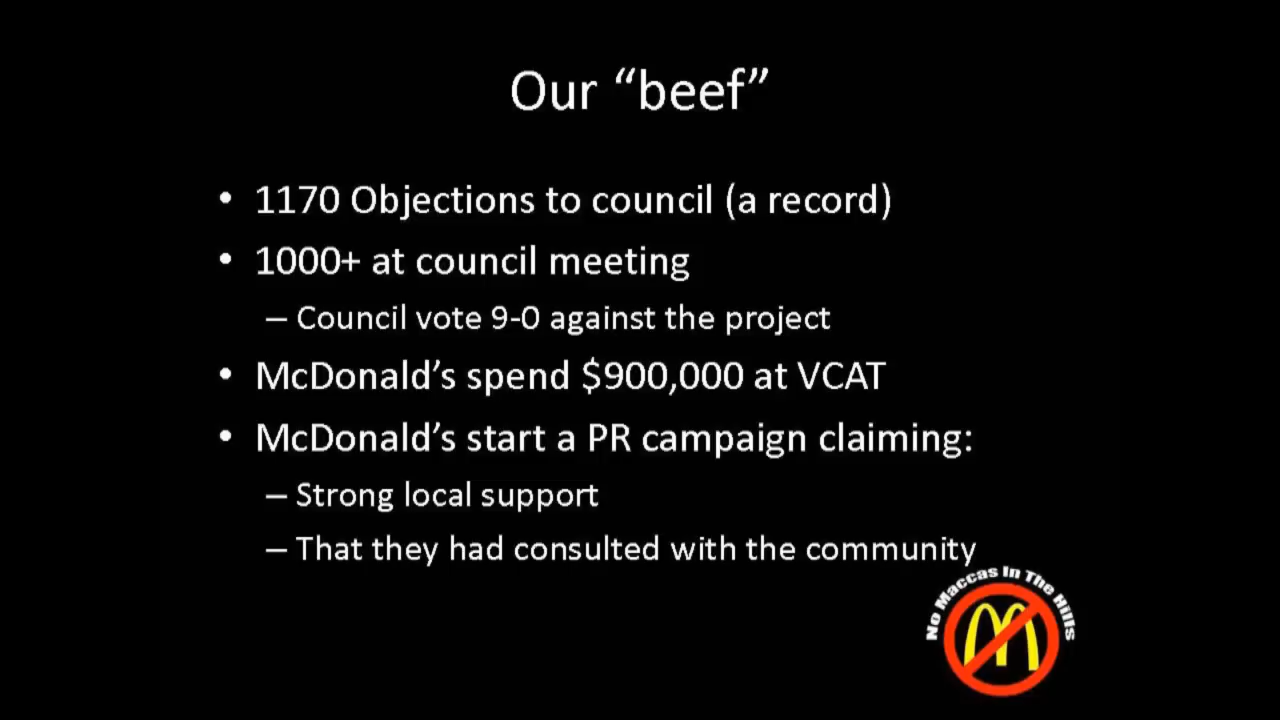 Our “beef”
• 1170 Objections to council (a record)
• 1000+ at council meeting
– Council vote 9-0 against the project
• McDonald’s spend $900,000 at VCAT
• McDonald’s start a PR campaign claiming:
– Strong local support
– That they had consulted with the community
No Maccas In The Hills